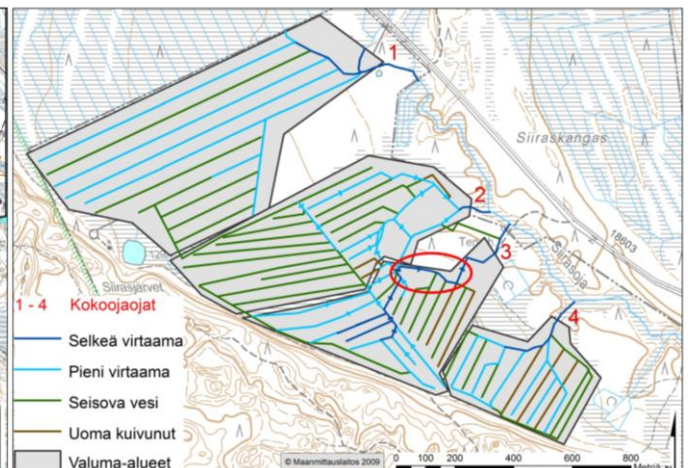 1
Siiraskangas
2
18603
3
Siirasoja
Siirasjärvet
4
1 - 4 Kokoojaojat
Selkeä virtaama
Pieni virtaama
Seisova vesi
Uoma kuivunut
Valuma-alueet
© Maanmittauslaitos 2009
0 100 200 400 600 800